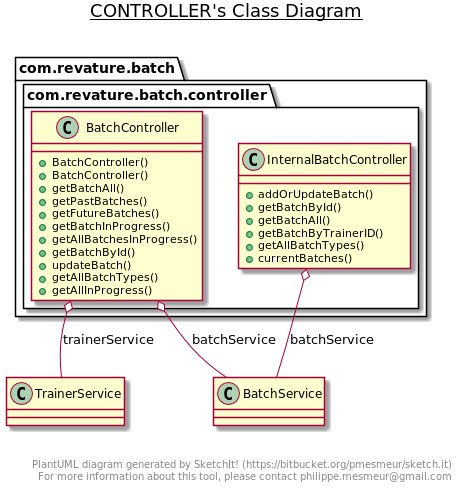 CONTROLLER's Class Diagram
com.revature.batch
com.revature.batch.controller
C BatchController
BatchController()
BatchController()
getBatchAll()
getPastBatches()
getFutureBatches()
getBatchInProgress()
getAllBatchesInProgress()
getBatchById()
updateBatch()
getAllBatchTypes()
getAllInProgress()
C InternalBatchController
addOrUpdateBatch()
getBatchById()
getBatchAll()
getBatchByTrainerID()
getAllBatchTypes()
currentBatches()
trainerService
batchService
batchService
C TrainerService
C BatchService
PlantUML diagram generated by SketchIt! (https://bitbucket.org/pmesmeur/sketch.it)
For more information about this tool, please contact philippe.mesmeur@gmail.com